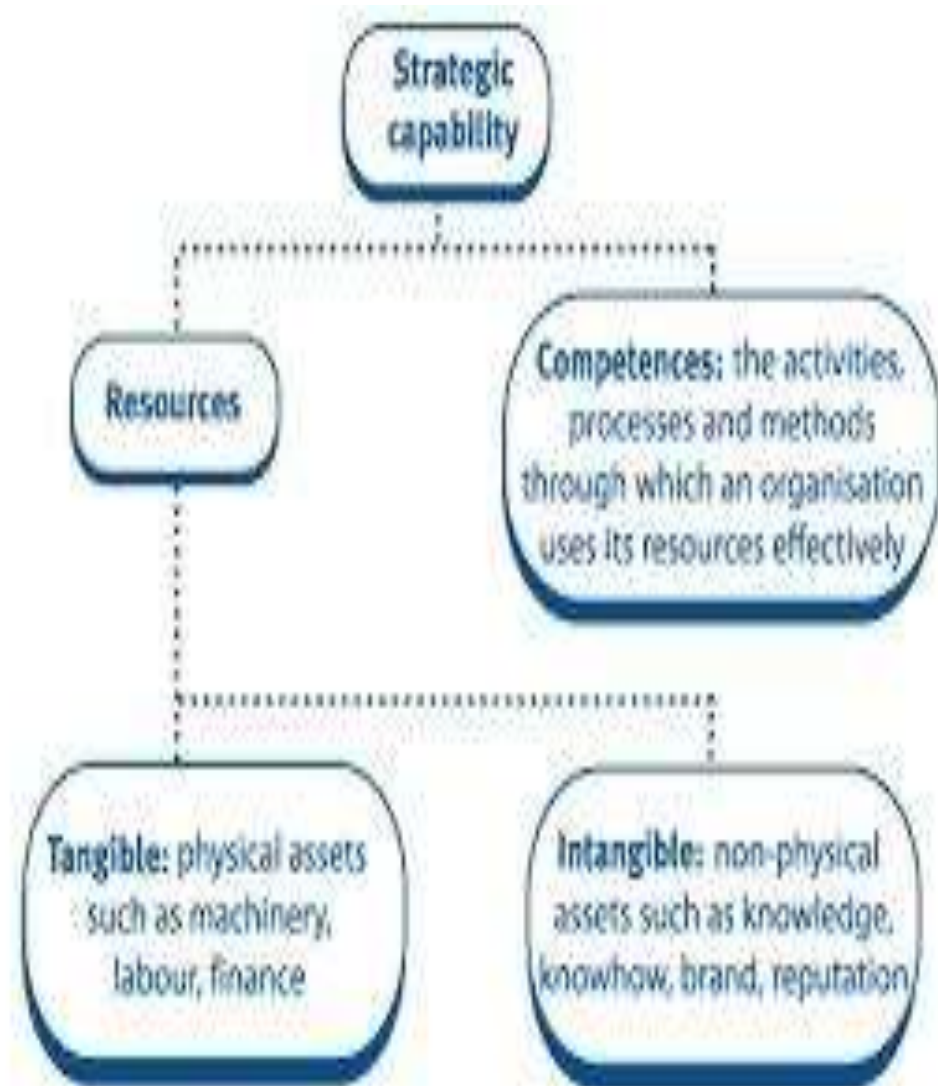 Strategic
capability
Resources
Competences: the activities,
processes and methods
through which an organisation
uses its resources effectively
Tangible: physical assets
such as machinery,
labour, finance
Intangible: non-physical
assets such as knowledge,
knowhow, brand, reputation